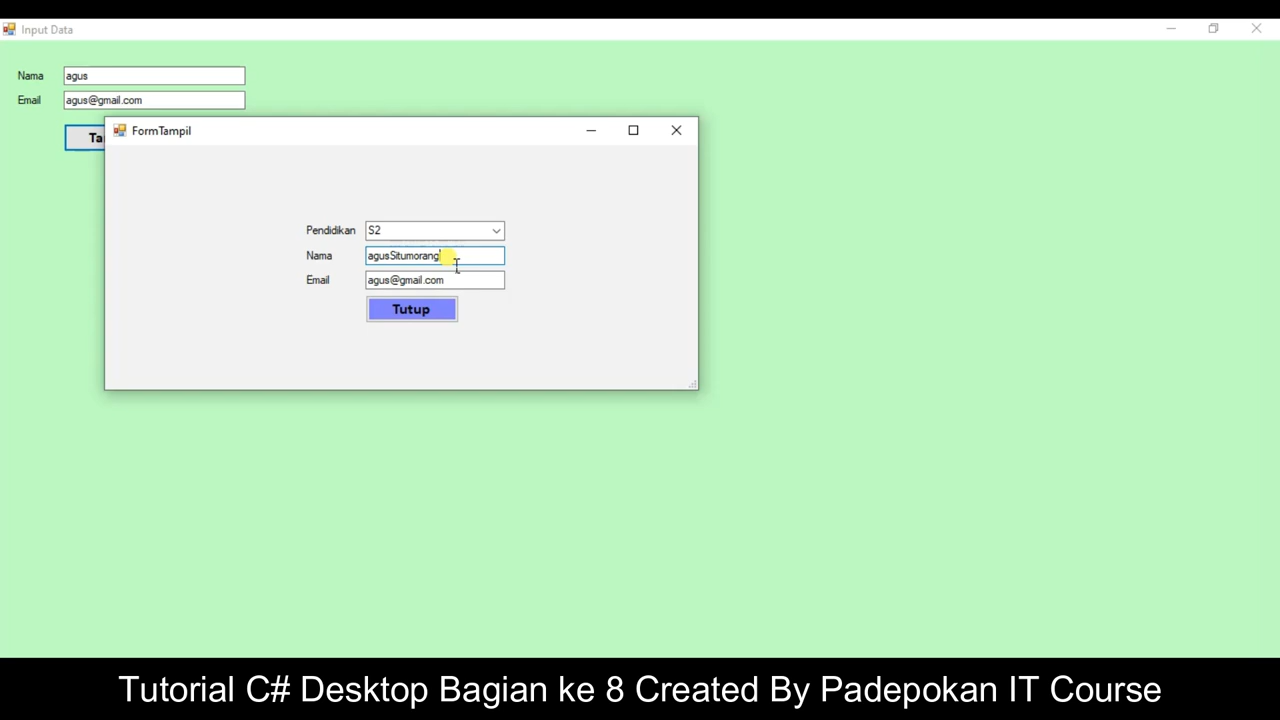 Input Data
Nama agus
Email agus@gmail.com
Ta
FormTampil
Pendidikan S2
Nama agusSitumorang
Email agus@gmail.com
Tutup
Tutorial C# Desktop Bagian ke 8 Created By Padepokan IT Course